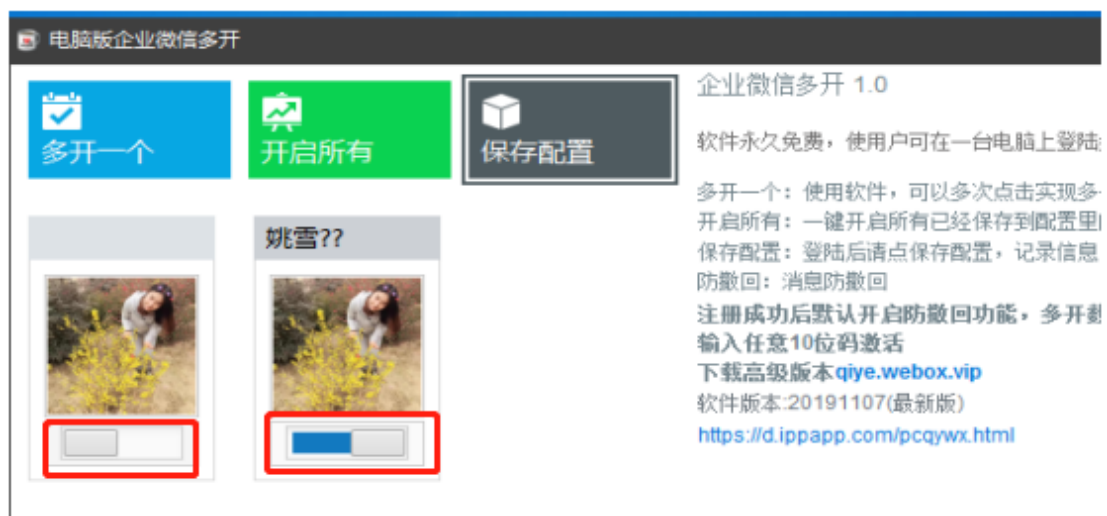 电脑版企业微信多开
多开一个
开启所有
保存配置
姚雪??
企业微信多开 1.0
软件永久免费，使用户可在一台电脑上登陆
多开一个：使用软件，可以多次点击实现多
开启所有：一键开启所有已经保存到配置里
保存配置：登陆后请点保存配置，记录信息
防撤回：消息防撤回
注册成功后默认开启防撤回功能，多开
输入任意10位码激活
下载高级版本qiye.webox.vip
软件版本:20191107(最新版)
https://d.ippapp.com/pcqywx.html